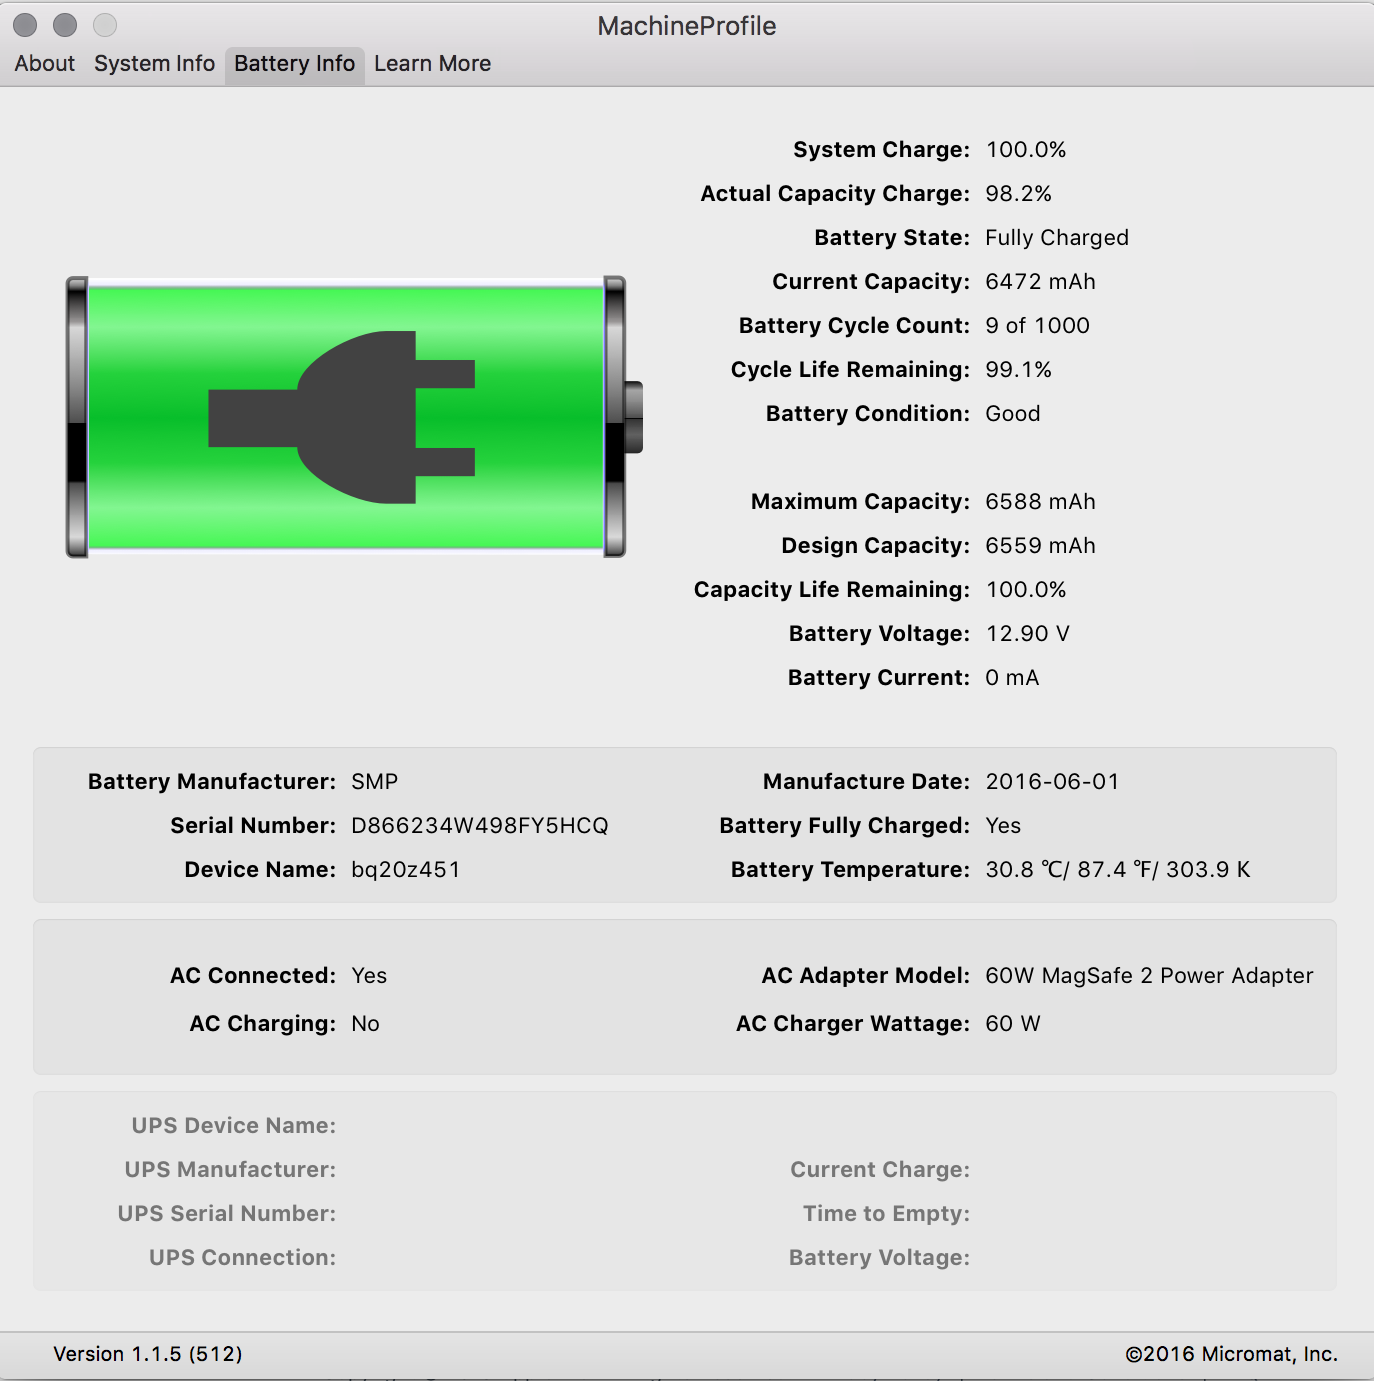 MachineProfile
About System Info Battery Info Learn More
System Charge: 100.0%
Actual Capacity Charge: 98.2%
Battery State: Fully Charged
Current Capacity: 6472 mAh
Battery Cycle Count: 9 of 1000
Cycle Life Remaining: 99.1%
Battery Condition: Good
Maximum Capacity: 6588 mAh
Design Capacity: 6559 mAh
Capacity Life Remaining: 100.0%
Battery Voltage: 12.90 V
Battery Current: 0 mA
Battery Manufacturer: SMP Manufacture Date: 2016-06-01
Serial Number: D866234W498FY5HCQ Battery Fully Charged: Yes
Device Name: bq20z451 Battery Temperature: 30.8 ℃/ 87.4 ℉/ 303.9 K
AC Connected: Yes AC Adapter Model: 60W MagSafe 2 Power Adapter
AC Charging: No AC Charger Wattage: 60 W
UPS Device Name:
UPS Manufacturer: Current Charge:
UPS Serial Number: Time to Empty:
UPS Connection: Battery Voltage:
Version 1.1.5 (512) ©2016 Micromat, Inc.